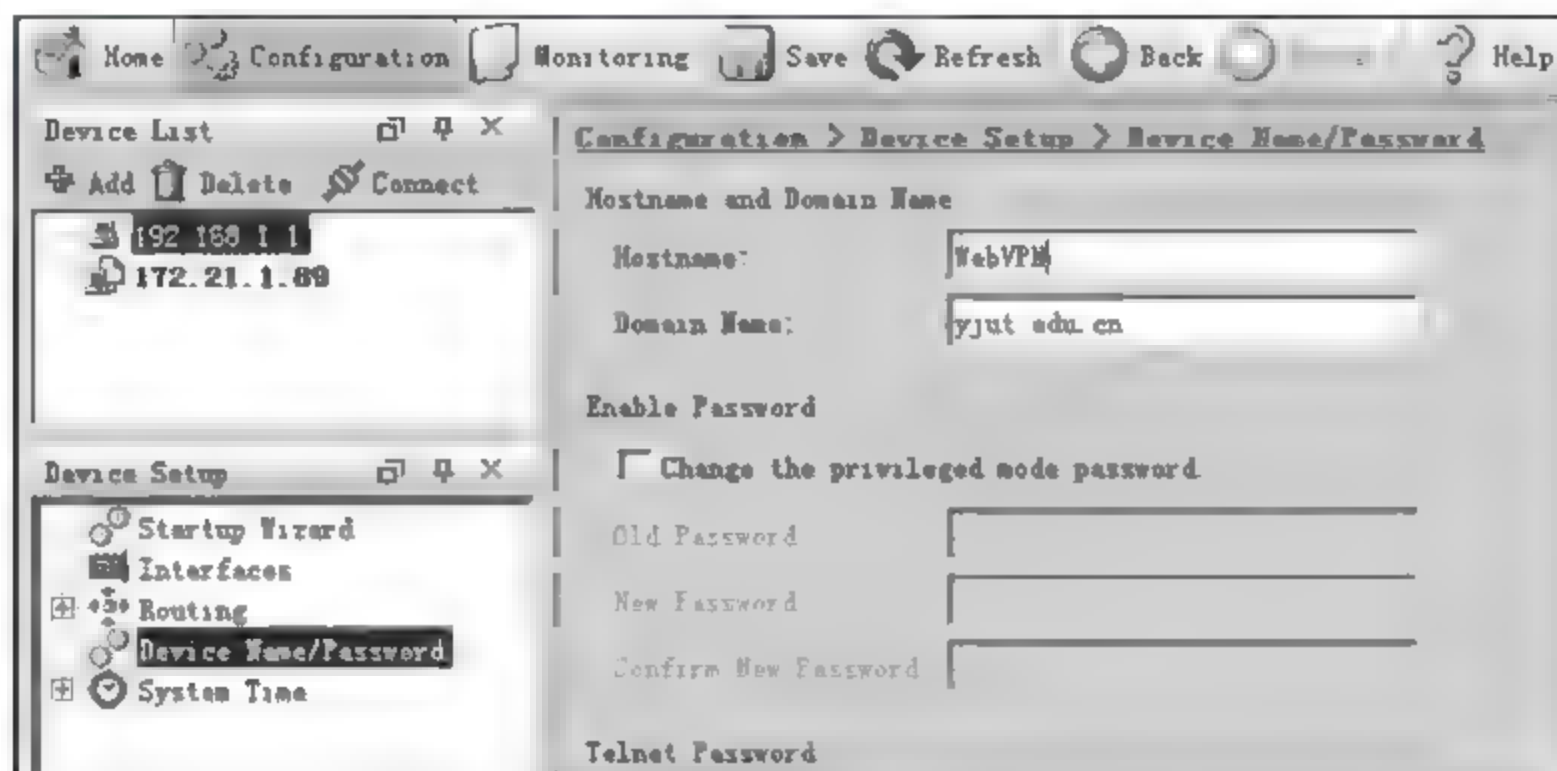 Home Configuration Monitoring Save Refresh Back Help
Device List
Add Delete Connect
192.168.1.1
172.21.1.89
Device Setup
Startup Wizard
Interfaces
Routing
Device Name/Password
System Time
Configuration > Device Setup > Device Name/Password
Hostname and Domain Name
Hostname: WebVPN
Domain Name: yjut.edu.cn
Enable Password
Change the privileged mode password
Old Password
New Password
Confirm New Password
Telnet Password